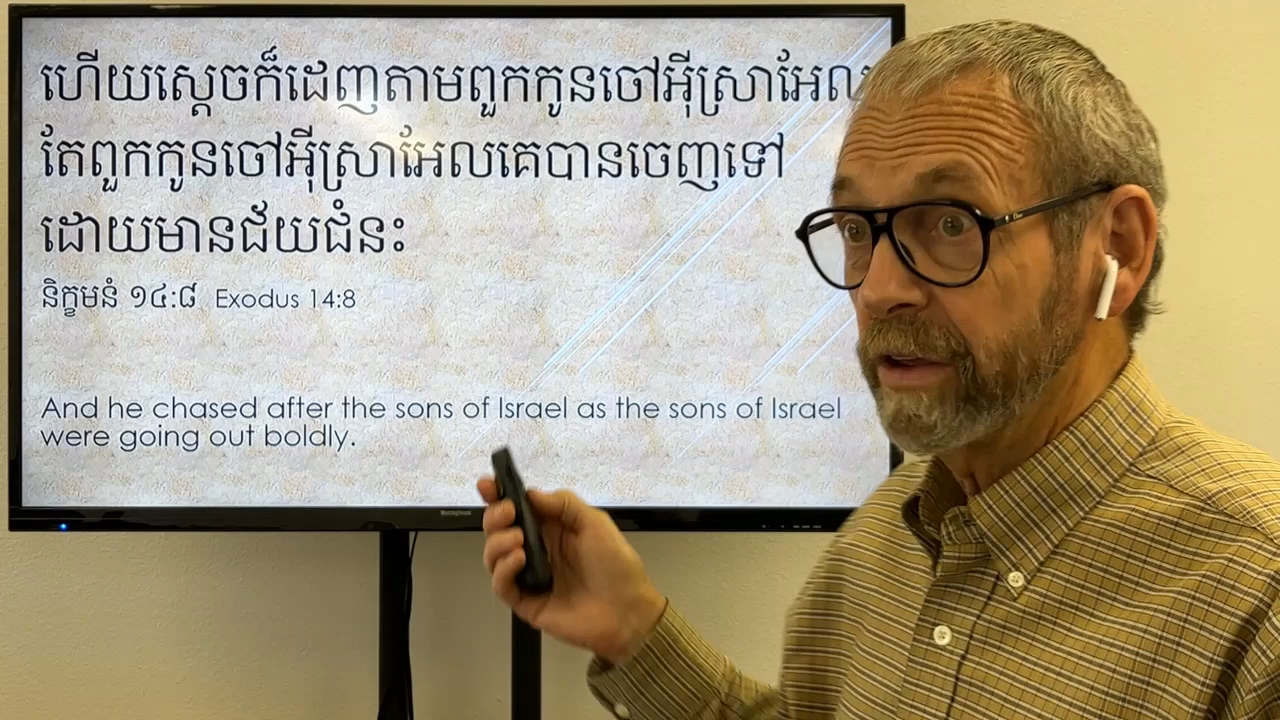 ហើយស្ដេចក៏ដេញតាមពួកកូនចៅអ៊ីស្រាអែល
តែពួកកូនចៅអ៊ីស្រាអែលគេបានចេញទៅ
ដោយមានជ័យជំនះ
និក្ខមនំ ១៤:៨ Exodus 14:8
And he chased after the sons of Israel as the sons of Israel
were going out boldly.
Westinghouse
Dior